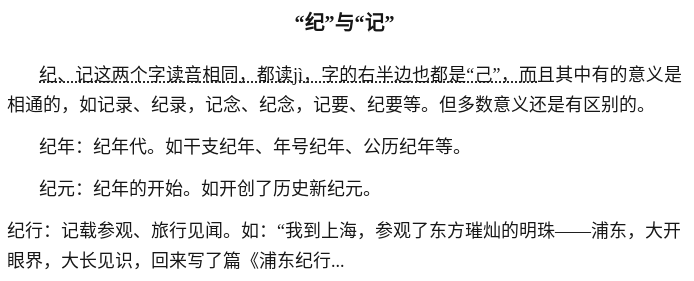 “纪”与“记”
纪、记这两个字读音相同，都读jì，字的右半边也都是“己”，而且其中有的意义是
相通的，如记录、纪录，记念、纪念，记要、纪要等。但多数意义还是有区别的。
纪年：纪年代。如干支纪年、年号纪年、公历纪年等。
纪元：纪年的开始。如开创了历史新纪元。
纪行：记载参观、旅行见闻。如：“我到上海，参观了东方璀灿的明珠——浦东，大开
眼界，大长见识，回来写了篇《浦东纪行...